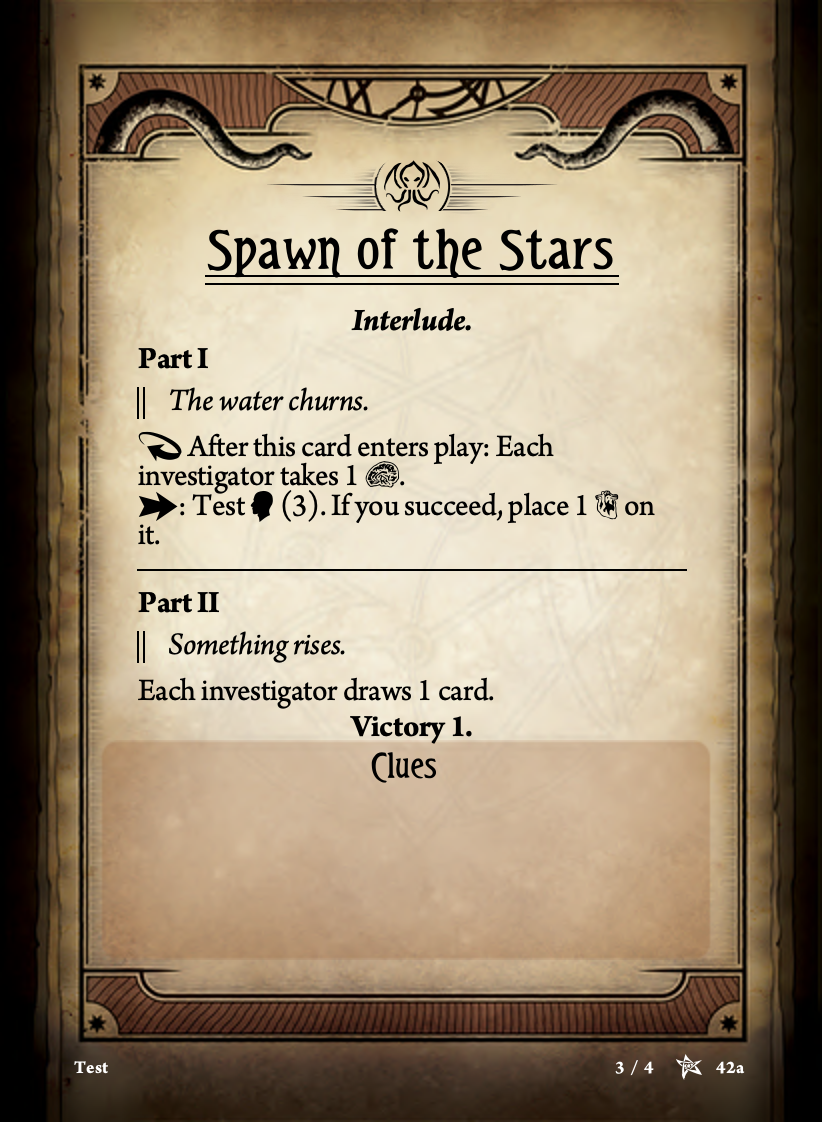 Spawn of the Stars
Interlude.
Part I
The water churns.
After this card enters play: Each
investigator takes 1 .
: Test (3). If you succeed, place 1 on
it.
Part II
Something rises.
Each investigator draws 1 card.
Victory 1.
Clues
Test 3 / 4 42a